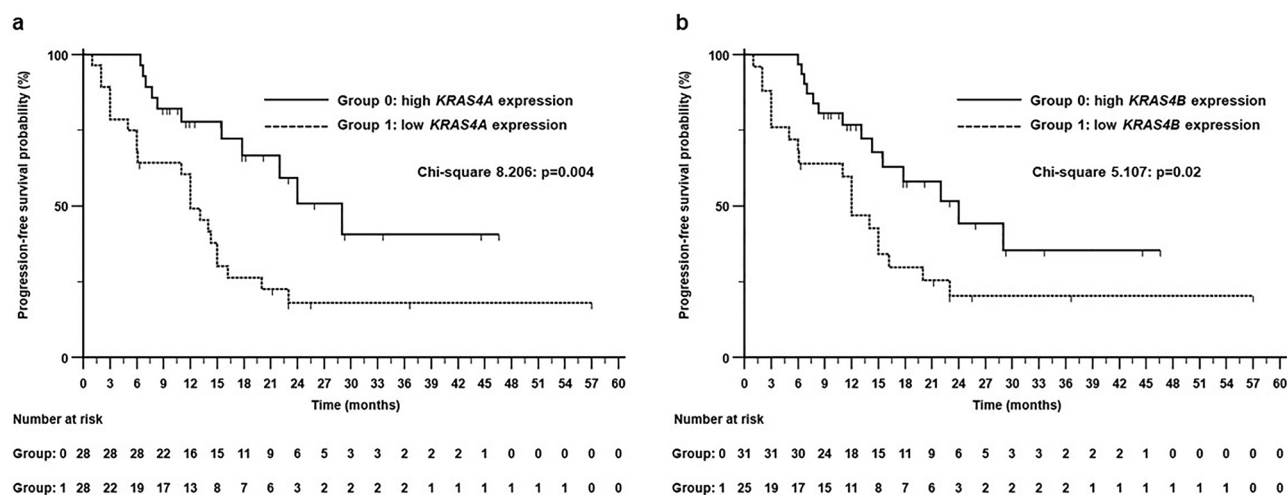 a
100
50
0
Progression-free survival probability (%)
Group 0: high KRAS4A expression
Group 1: low KRAS4A expression
Chi-square 8.206: p=0.004
0 3 6 9 12 15 18 21 24 27 30 33 36 39 42 45 48 51 54 57 60
Time (months)
Number at risk
Group: 0 28 28 28 22 16 15 11 9 6 5 3 3 2 2 2 1 0 0 0 0 0
Group: 1 28 22 19 17 13 8 7 6 3 2 2 2 2 1 1 1 1 1 1 0 0
b
100
50
0
Progression-free survival probability (%)
Group 0: high KRAS4B expression
Group 1: low KRAS4B expression
Chi-square 5.107: p=0.02
0 3 6 9 12 15 18 21 24 27 30 33 36 39 42 45 48 51 54 57 60
Time (months)
Number at risk
Group: 0 31 31 30 24 18 15 11 9 6 5 3 3 2 2 2 1 0 0 0 0 0
Group: 1 25 19 17 15 11 8 7 6 3 2 2 2 2 1 1 1 1 1 1 0 0